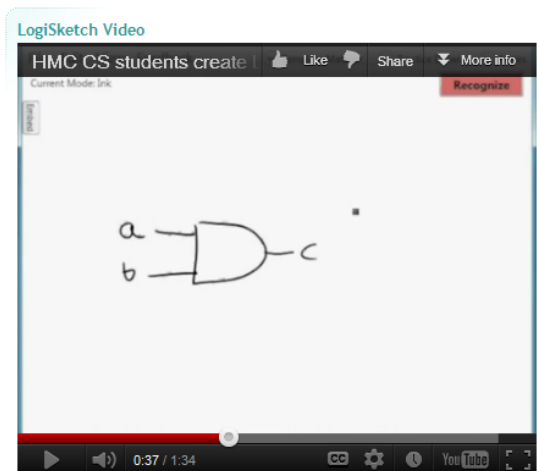 LogiSketch Video
HMC CS students create Like Share More info
Current Mode: Ink
Recognize
Embed
a
b
c
0:37 / 1:34 CC YouTube